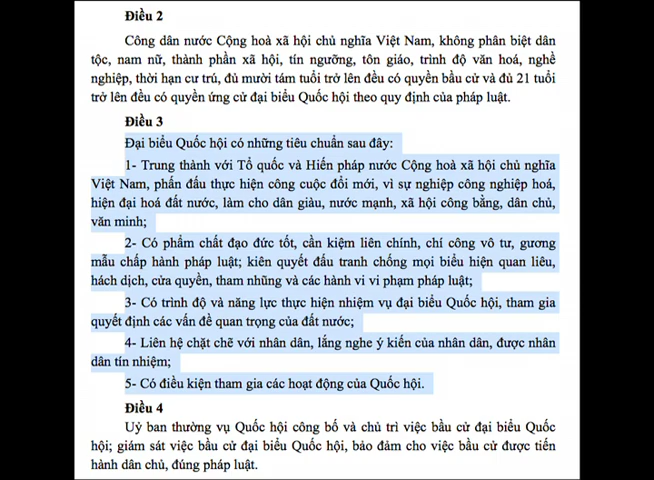 Điều 2
Công dân nước Cộng hoà xã hội chủ nghĩa Việt Nam, không phân biệt dân
tộc, nam nữ, thành phần xã hội, tín ngưỡng, tôn giáo, trình độ văn hoá, nghề
nghiệp, thời hạn cư trú, đủ mười tám tuổi trở lên đều có quyền bầu cử và đủ 21 tuổi
trở lên đều có quyền ứng cử đại biểu Quốc hội theo quy định của pháp luật.
Điều 3
Đại biểu Quốc hội có những tiêu chuẩn sau đây:
1- Trung thành với Tổ quốc và Hiến pháp nước Cộng hoà xã hội chủ nghĩa
Việt Nam, phấn đấu thực hiện công cuộc đổi mới, vì sự nghiệp công nghiệp hoá,
hiện đại hoá đất nước, làm cho dân giàu, nước mạnh, xã hội công bằng, dân chủ,
văn minh;
2- Có phẩm chất đạo đức tốt, cần kiệm liên chính, chí công vô tư, gương
mẫu chấp hành pháp luật; kiên quyết đấu tranh chống mọi biểu hiện quan liêu,
hách dịch, cửa quyền, tham nhũng và các hành vi vi phạm pháp luật;
3- Có trình độ và năng lực thực hiện nhiệm vụ đại biểu Quốc hội, tham gia
quyết định các vấn đề quan trọng của đất nước;
4- Liên hệ chặt chẽ với nhân dân, lắng nghe ý kiến của nhân dân, được nhân
dân tín nhiệm;
5- Có điều kiện tham gia các hoạt động của Quốc hội.
Điều 4
Uỷ ban thường vụ Quốc hội công bố và chủ trì việc bầu cử đại biểu Quốc
hội; giám sát việc bầu cử đại biểu Quốc hội, bảo đảm cho việc bầu cử được tiến
hành dân chủ, đúng pháp luật.